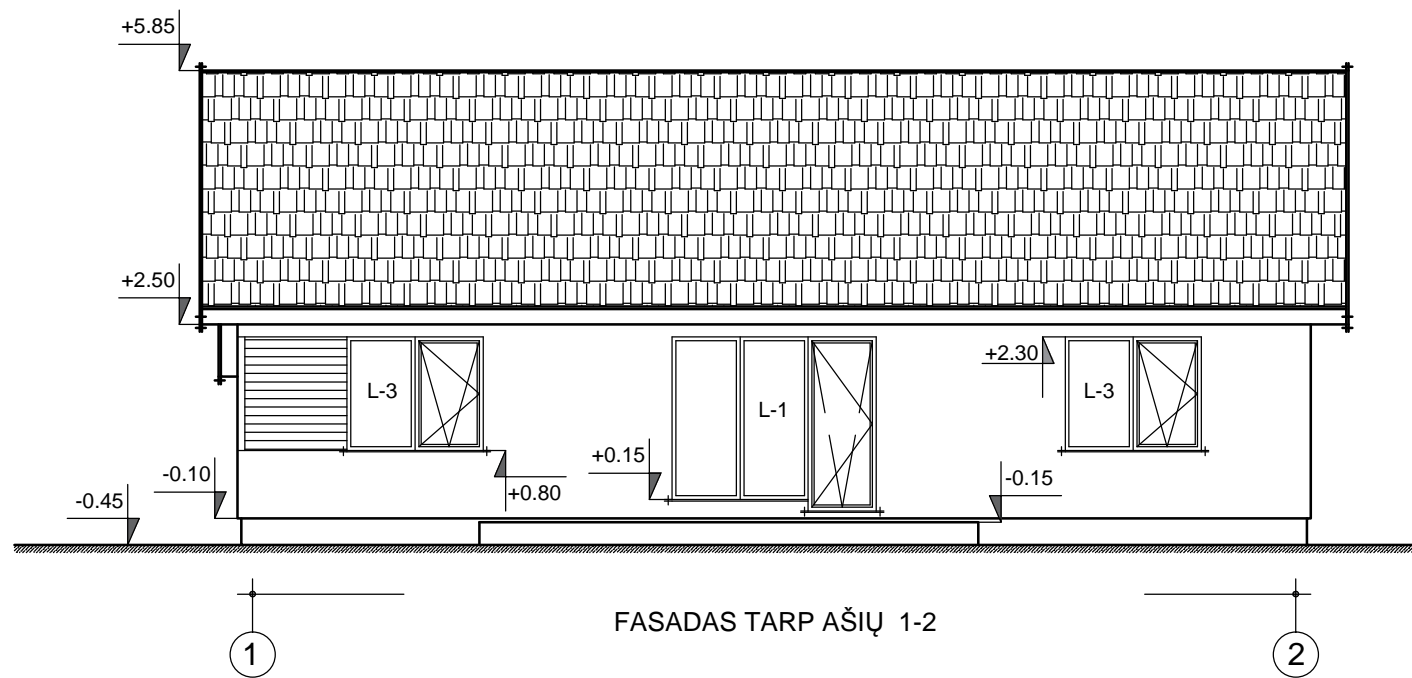 +5.85
+2.50
L-3
L-1
+2.30
L-3
+0.15
-0.10
+0.80
-0.15
-0.45
FASADAS TARP AŠIŲ 1-2
1
2